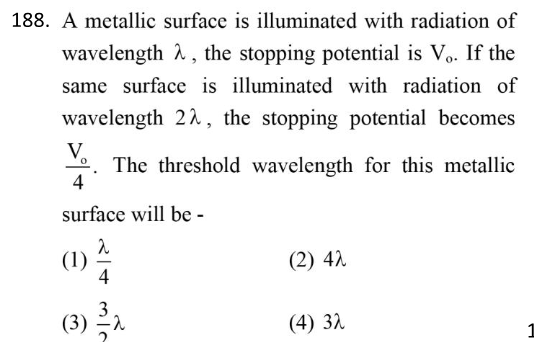 188. A metallic surface is illuminated with radiation of
wavelength λ, the stopping potential is Vₒ. If the
same surface is illuminated with radiation of
wavelength 2λ, the stopping potential becomes
Vₒ/4. The threshold wavelength for this metallic
surface will be -
(1) λ/4 (2) 4λ
(3) 3/2 λ (4) 3λ
1